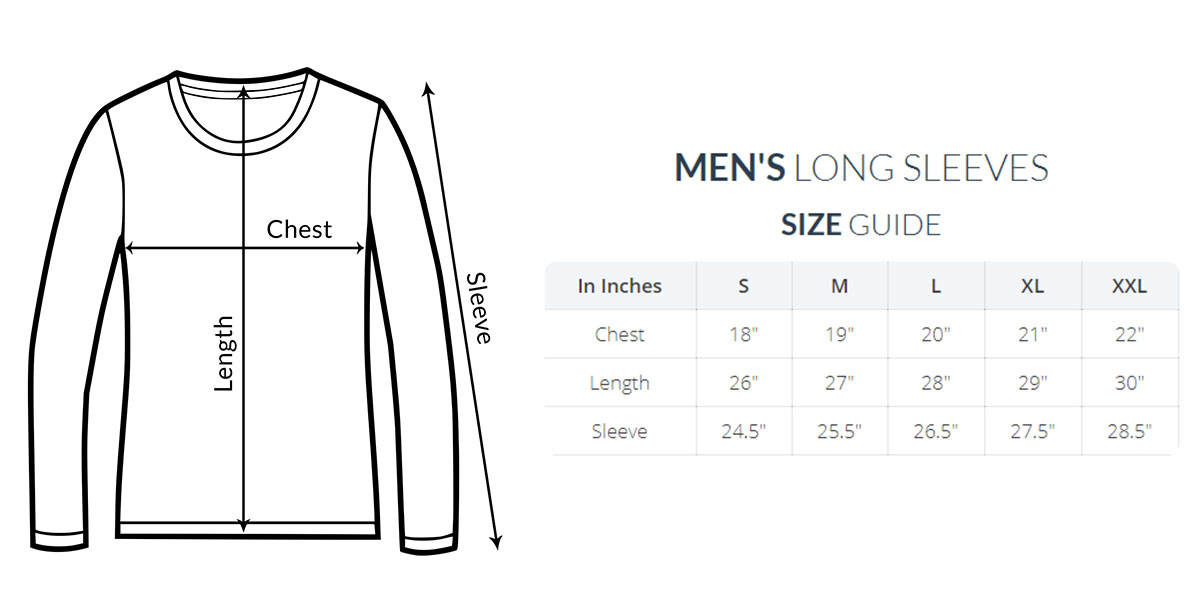 Chest
Length
Sleeve
MEN'S LONG SLEEVES
SIZE GUIDE
In Inches S M L XL XXL
Chest 18" 19" 20" 21" 22"
Length 26" 27" 28" 29" 30"
Sleeve 24.5" 25.5" 26.5" 27.5" 28.5"